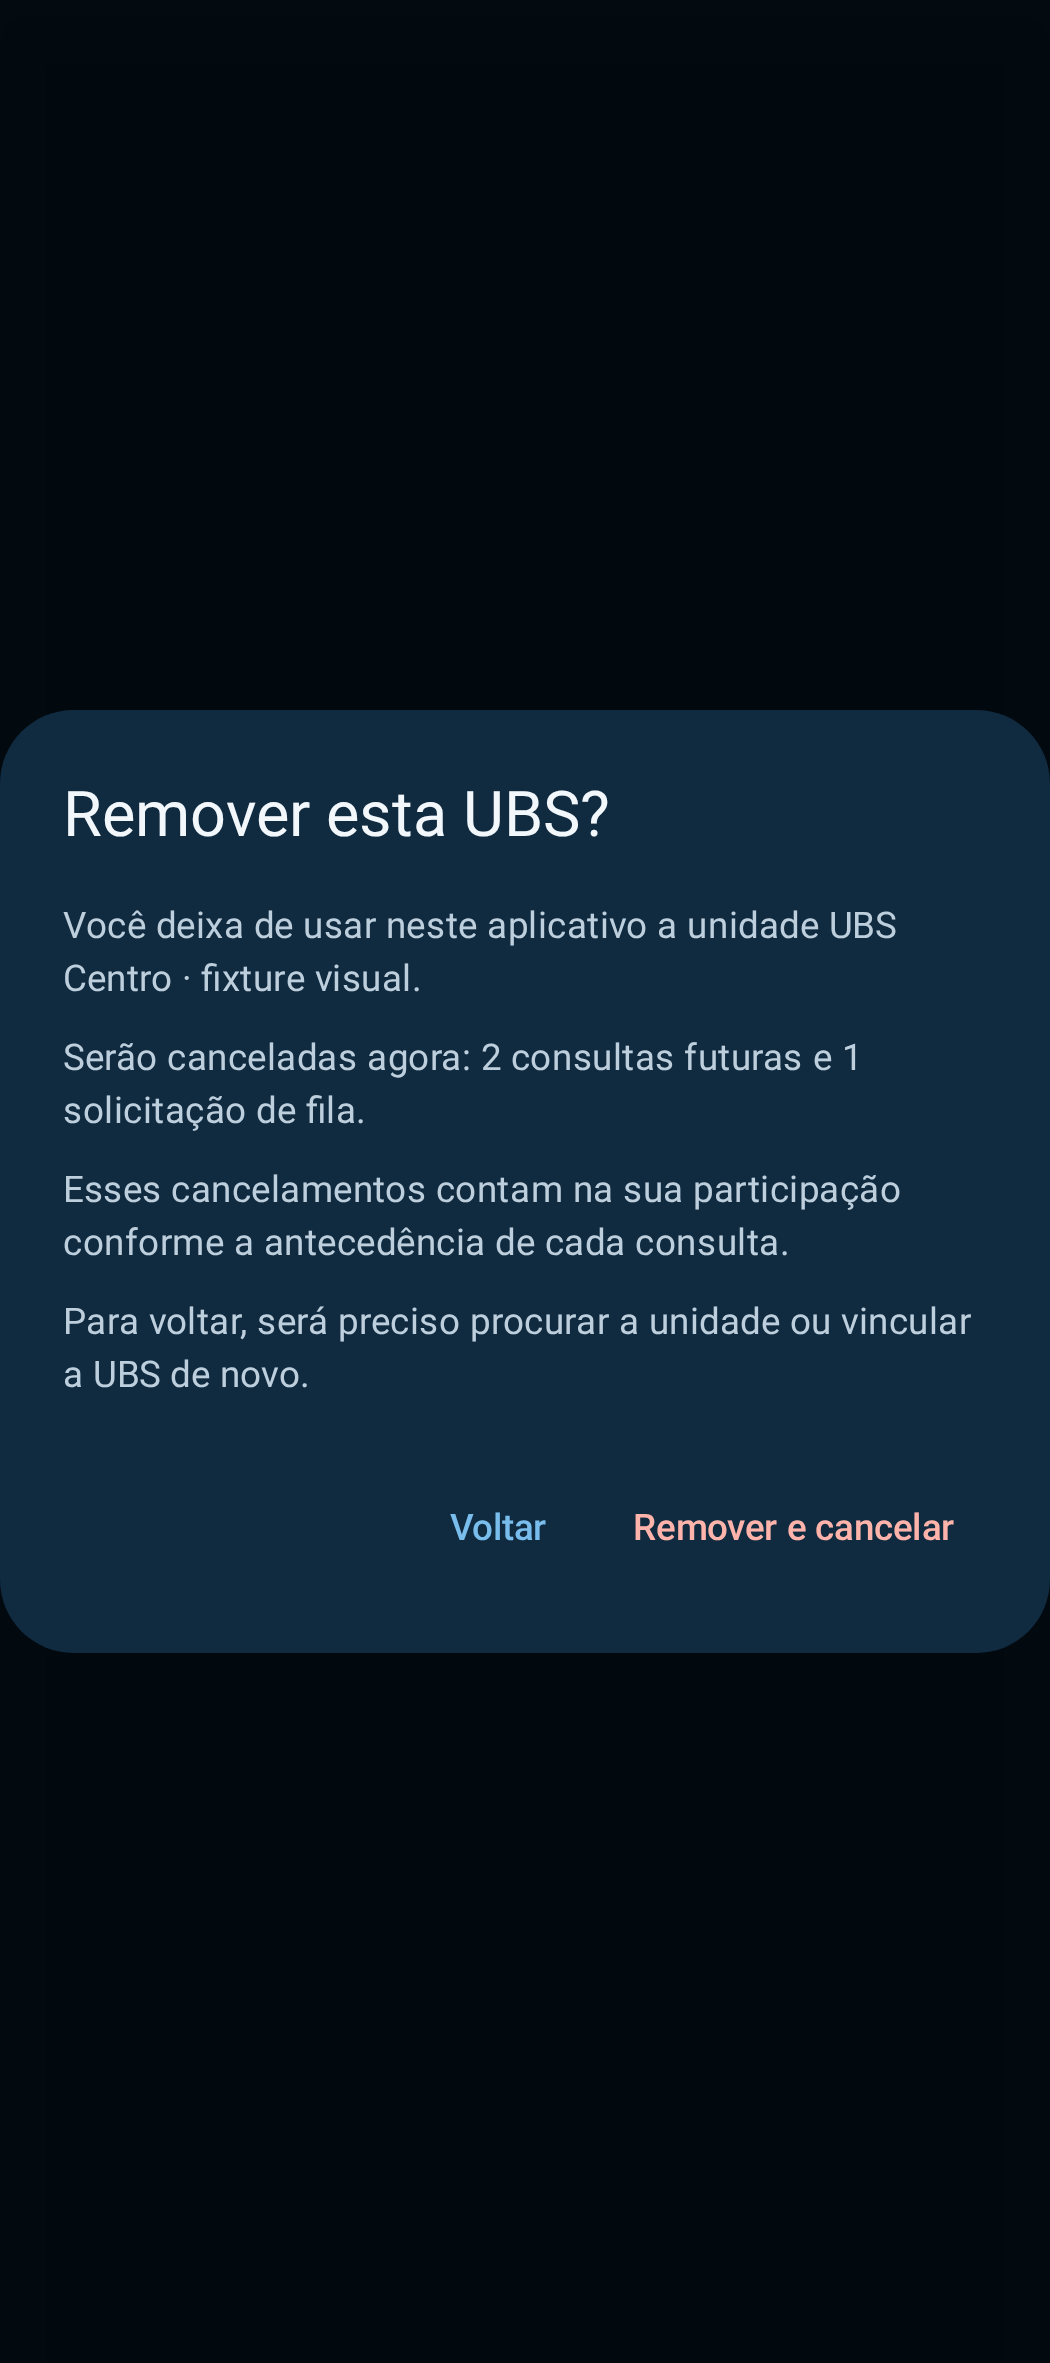 Remover esta UBS?
Você deixa de usar neste aplicativo a unidade UBS
Centro · fixture visual.
Serão canceladas agora: 2 consultas futuras e 1
solicitação de fila.
Esses cancelamentos contam na sua participação
conforme a antecedência de cada consulta.
Para voltar, será preciso procurar a unidade ou vincular
a UBS de novo.
Voltar
Remover e cancelar